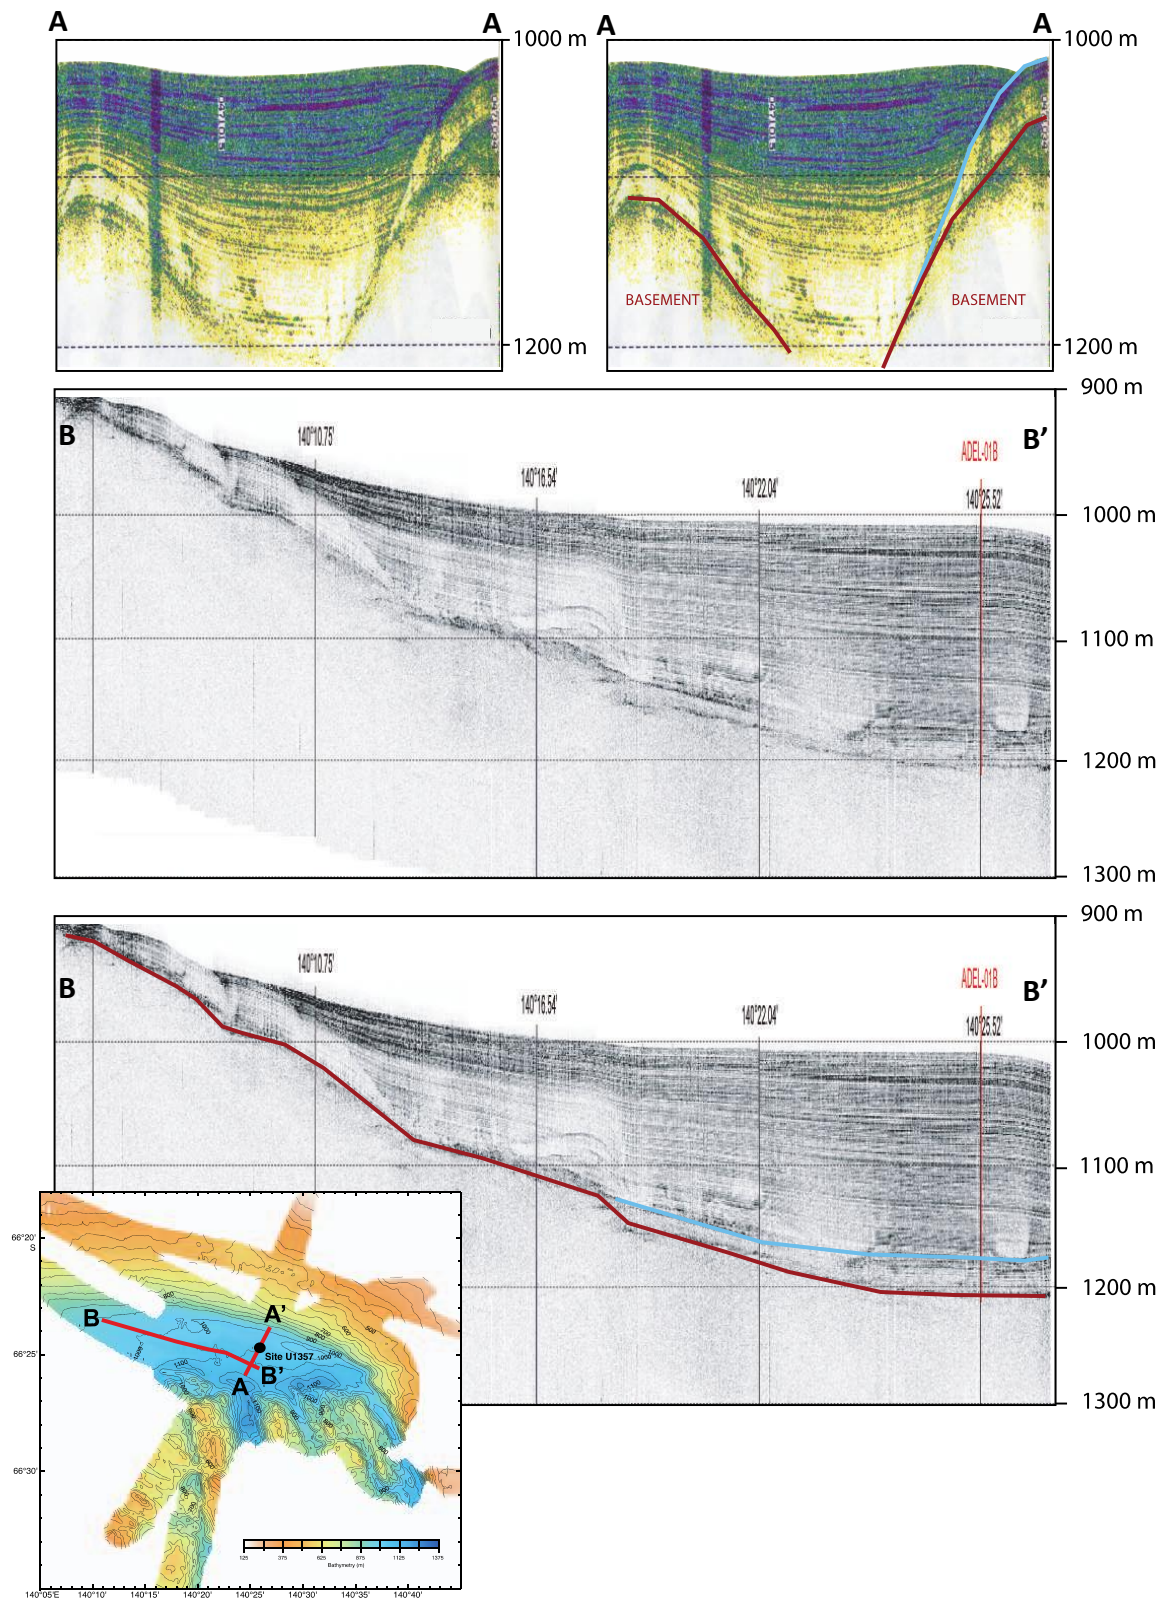 A
A
A
A
1000 m
1000 m
BASEMENT
BASEMENT
1200 m
1200 m
900 m
B
B’
140°10.75'
140°16.54'
140°22.04'
ADEL-01B
140°25.52'
1000 m
1100 m
1200 m
1300 m
900 m
B
B’
140°10.75'
140°16.54'
140°22.04'
ADEL-01B
140°25.52'
1000 m
1100 m
1200 m
1300 m
66°20'
S
66°25'
66°30'
B
A’
Site U1357
B’
A
125 375 625 875 1125 1375
Bathymetry (m)
140°05'E 140°10' 140°15' 140°20' 140°25' 140°30' 140°35' 140°40'